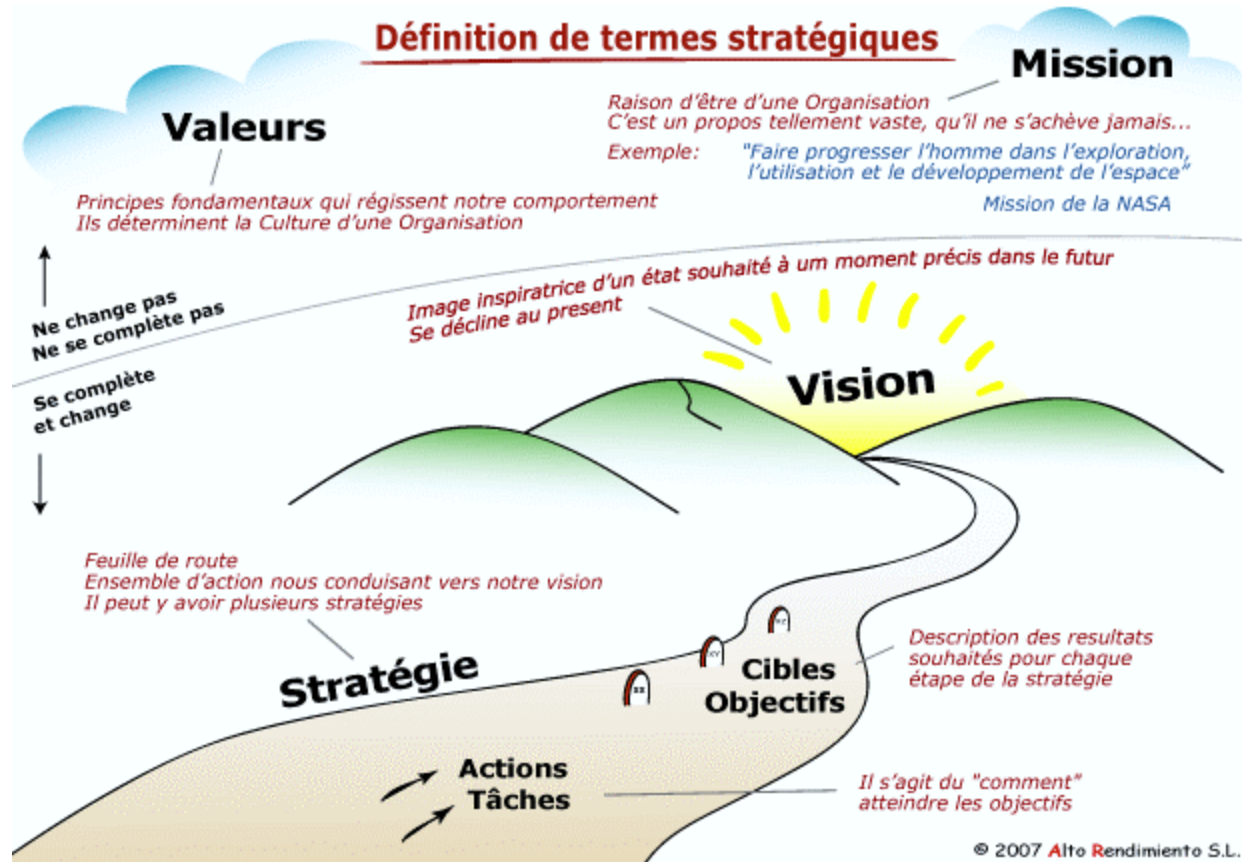 Définition de termes stratégiques
Mission
Raison d'être d'une Organisation
C'est un propos tellement vaste, qu'il ne s'achève jamais...
Exemple: "Faire progresser l'homme dans l'exploration,
l'utilisation et le développement de l'espace"
Mission de la NASA
Valeurs
Principes fondamentaux qui régissent notre comportement
Ils déterminent la Culture d'une Organisation
Ne change pas
Ne se complète pas
Se complète
et change
Image inspiratrice d'un état souhaité à um moment précis dans le futur
Se décline au present
Vision
Feuille de route
Ensemble d'action nous conduisant vers notre vision
Il peut y avoir plusieurs stratégies
Stratégie
Cibles
Objectifs
Description des resultats
souhaités pour chaque
étape de la stratégie
Actions
Tâches
Il s'agit du "comment"
atteindre les objectifs
© 2007 Alto Rendimiento S.L.